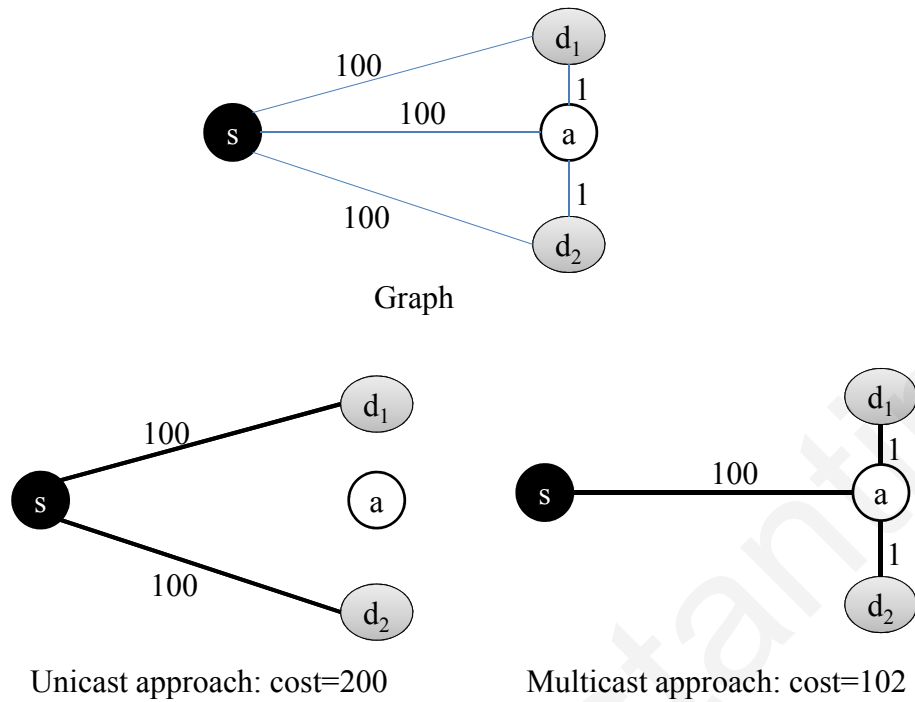 d1
100
1
s
100
a
1
100
d2
Graph
d1
100
s
a
100
d2
Unicast approach: cost=200
d1
1
100
s
a
1
d2
Multicast approach: cost=102